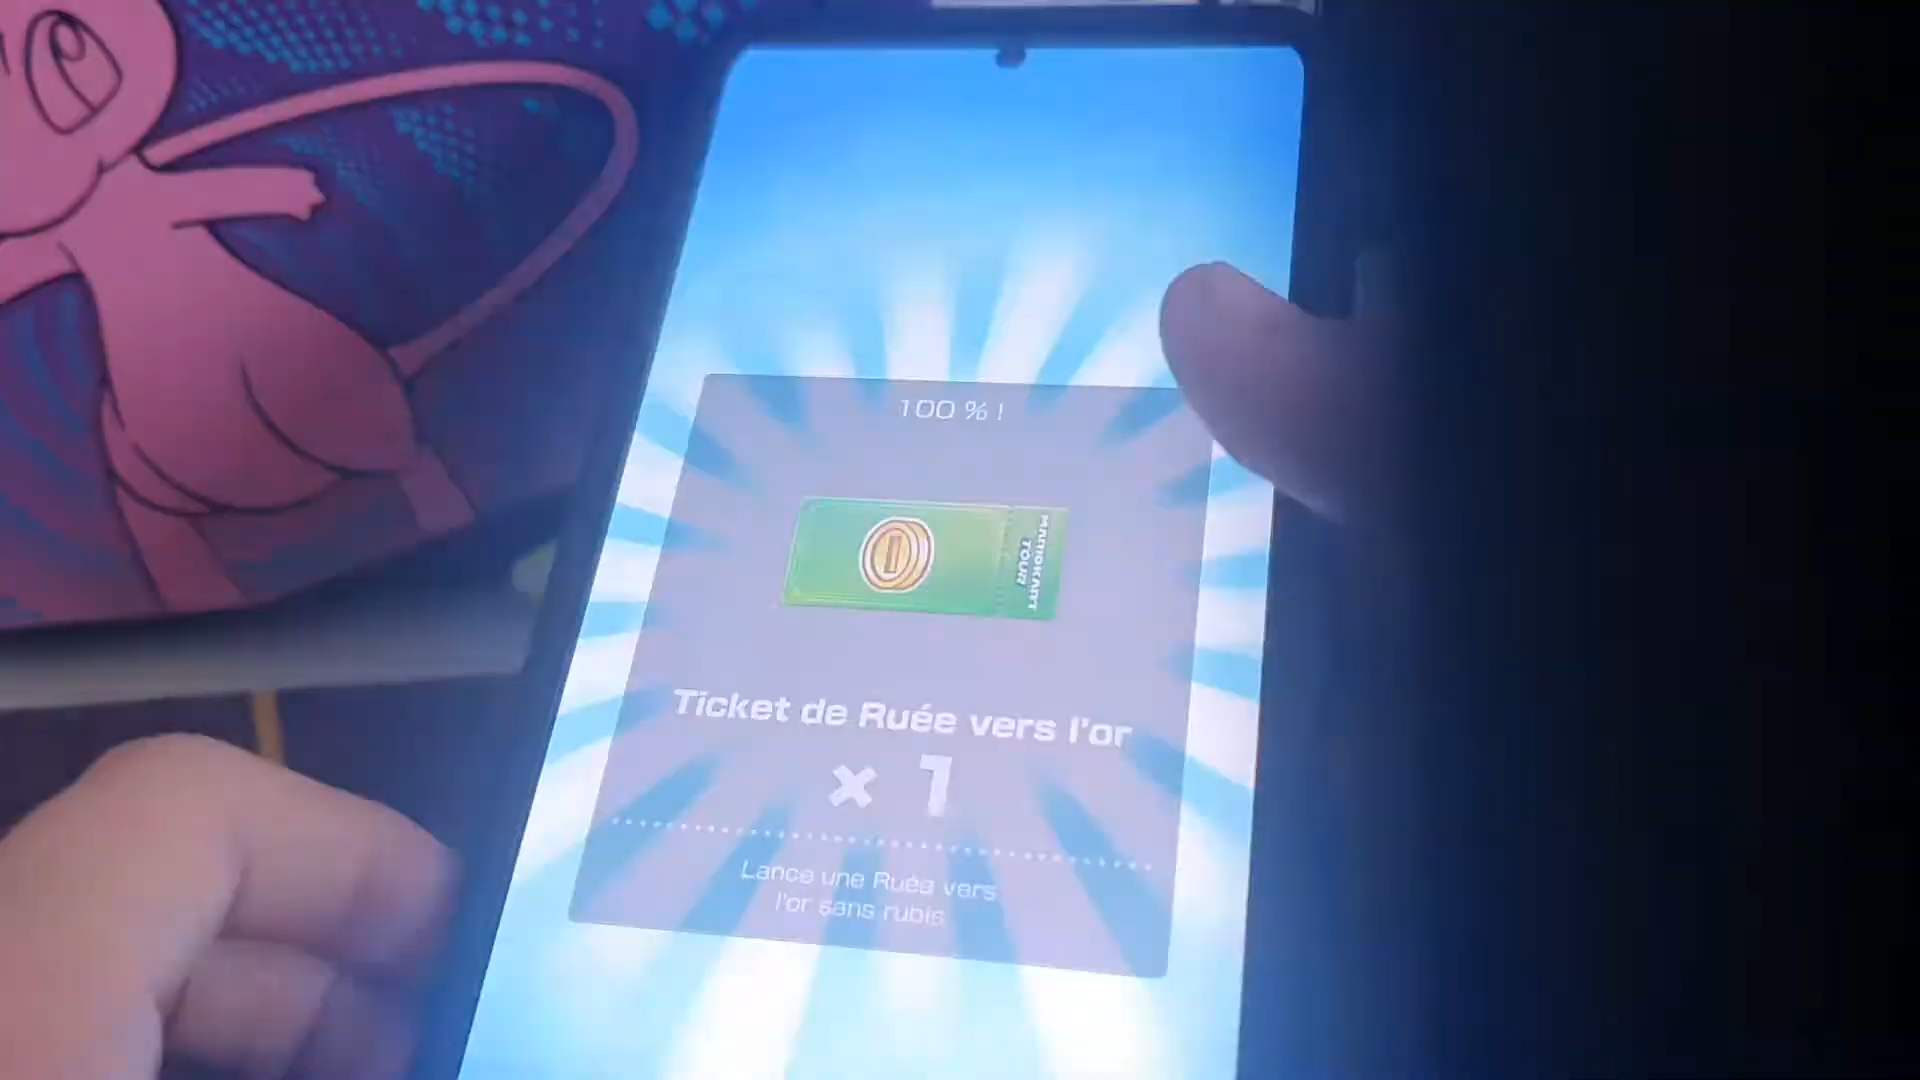 100 % !
MARIOKART
TOUR
Ticket de Ruée vers l'or
× 1
Lance une Ruée vers
l'or sans rubis